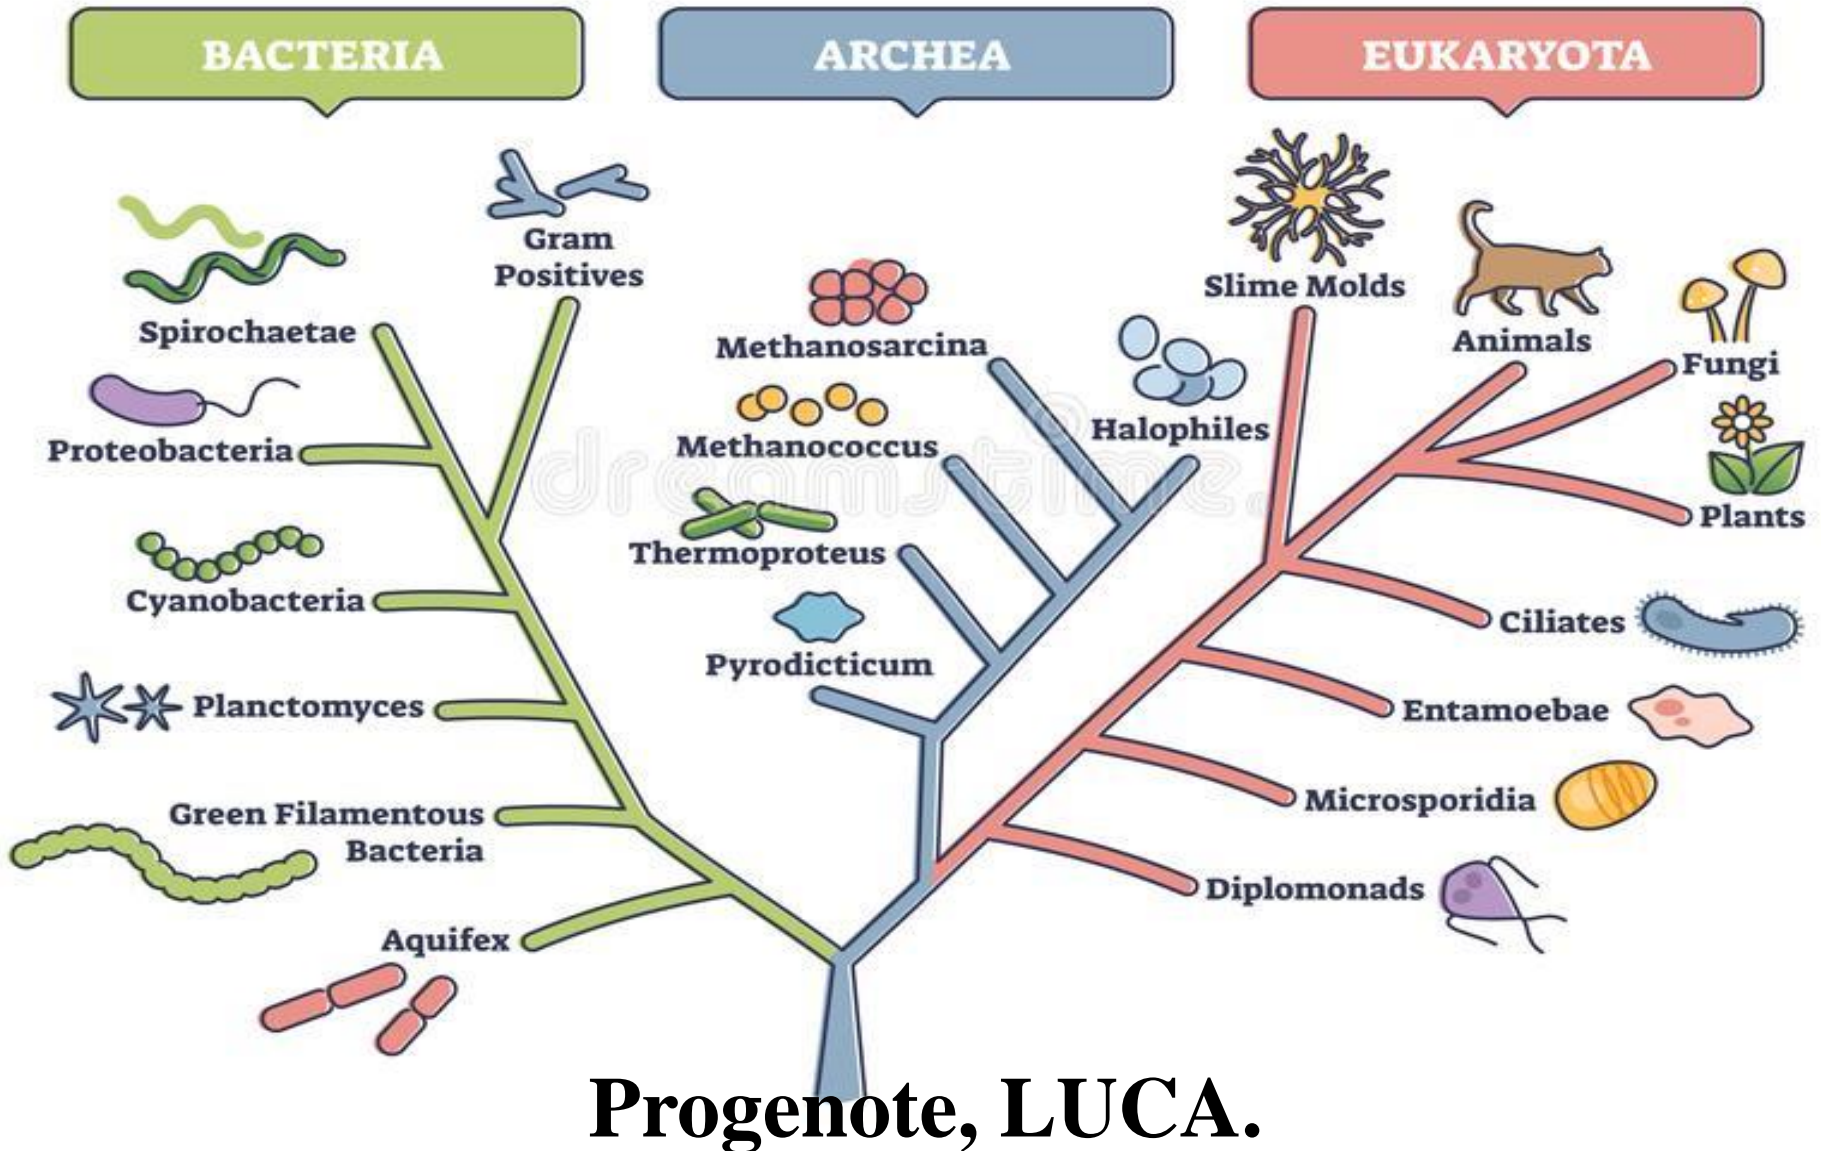 BACTERIA
ARCHEA
EUKARYOTA
Gram
Positives
Spirochaetae
Proteobacteria
Cyanobacteria
Planctomyces
Green Filamentous
Bacteria
Aquifex
Methanosarcina
Methanococcus
Halophiles
Thermoproteus
Pyrodicticum
Slime Molds
Animals
Fungi
Plants
Ciliates
Entamoebae
Microsporidia
Diplomonads
dreamstime.
Progenote, LUCA.